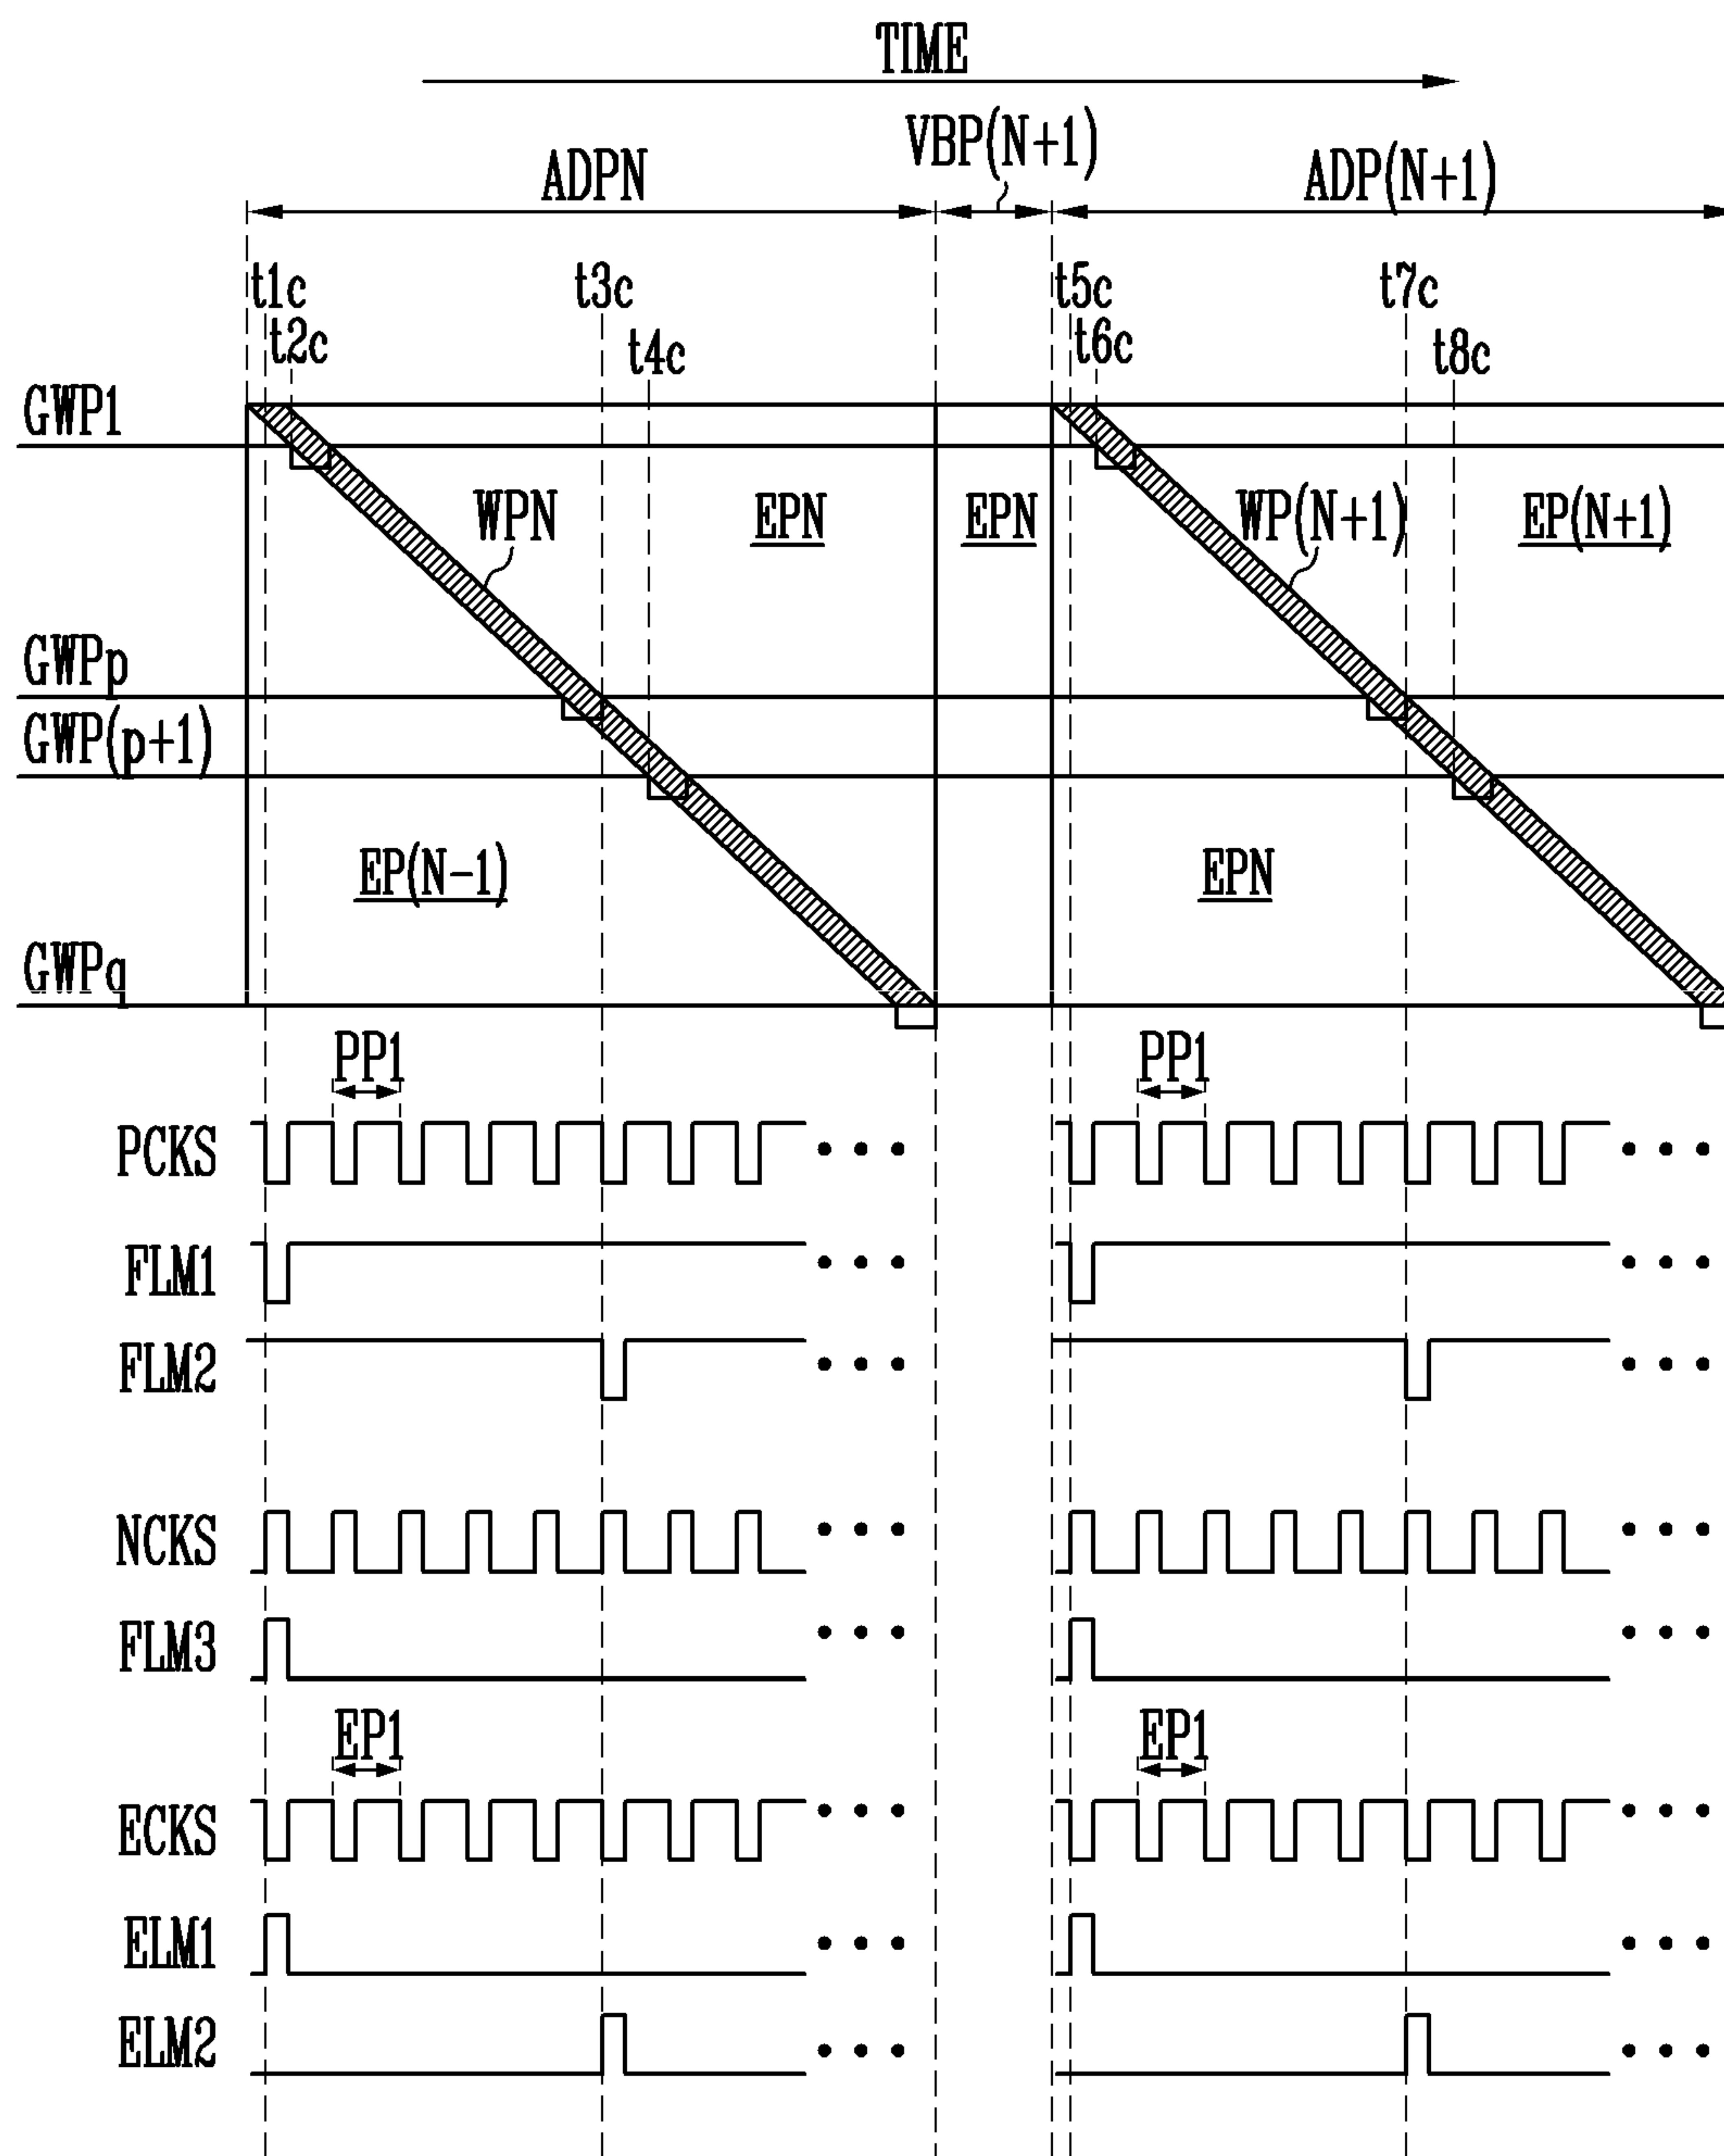 TIME
VBP(N+1)
ADPN
ADP(N+1)
t1c
t3c
t5c
t7c
t2c
t4c
t6c
t8c
GWP1
WPN
EPN
EPN
WP(N+1)
EP(N+1)
GWPp
GWP(p+1)
EP(N-1)
EPN
GWPq
PP1
PP1
PCKS
FLM1
FLM2
NCKS
FLM3
EP1
EP1
ECKS
ELM1
ELM2